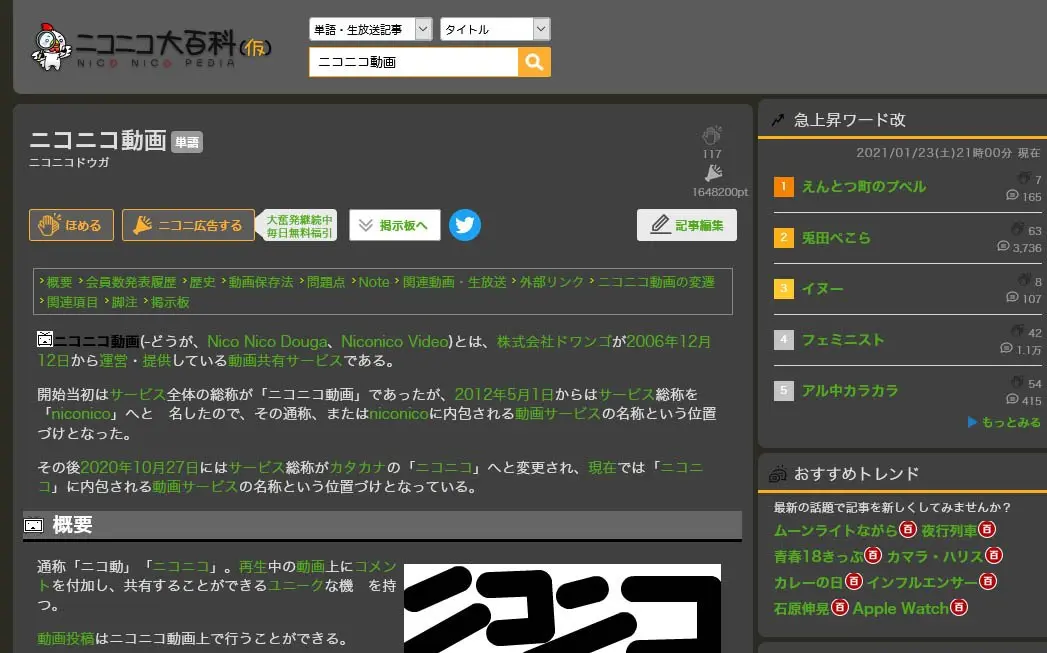 ニコニコ大百科(仮)
NICO NICO PEDIA
単語・生放送記事
タイトル
ニコニコ動画
ニコニコ動画 単語
ニコニコドウガ
117
1648200pt
ほめる
ニコニ広告する
大奮発継続中
毎日無料福引
掲示板へ
記事編集
›概要 ›会員数発表履歴 ›歴史 ›動画保存法 ›問題点 ›Note ›関連動画・生放送 ›外部リンク ›ニコニコ動画の変遷
›関連項目 ›脚注 ›掲示板
ニコニコ動画(-どうが、Nico Nico Douga、Niconico Video)とは、株式会社ドワンゴが2006年12月
12日から運営・提供している動画共有サービスである。
開始当初はサービス全体の総称が「ニコニコ動画」であったが、2012年5月1日からはサービス総称を
「niconico」へと 名したので、その通称、またはniconicoに内包される動画サービスの名称という位置
づけとなった。
その後2020年10月27日にはサービス総称がカタカナの「ニコニコ」へと変更され、現在では「ニコニ
コ」に内包される動画サービスの名称という位置づけとなっている。
概要
通称「ニコ動」「ニコニコ」。再生中の動画上にコメン
トを付加し、共有することができるユニークな機 を持
つ。
動画投稿はニコニコ動画上で行うことができる。
ニコニコ
急上昇ワード改
2021/01/23(土)21時00分 現在
1 えんとつ町のプペル
7
165
2 兎田ぺこら
63
3,736
3 イヌー
8
107
4 フェミニスト
42
1.1万
5 アル中カラカラ
54
415
もっとみる
おすすめトレンド
最新の話題で記事を新しくしてみませんか？
ムーンライトながら百 夜行列車百
青春18きっぷ百 カマラ・ハリス百
カレーの日百 インフルエンサー百
石原伸晃百 Apple Watch百